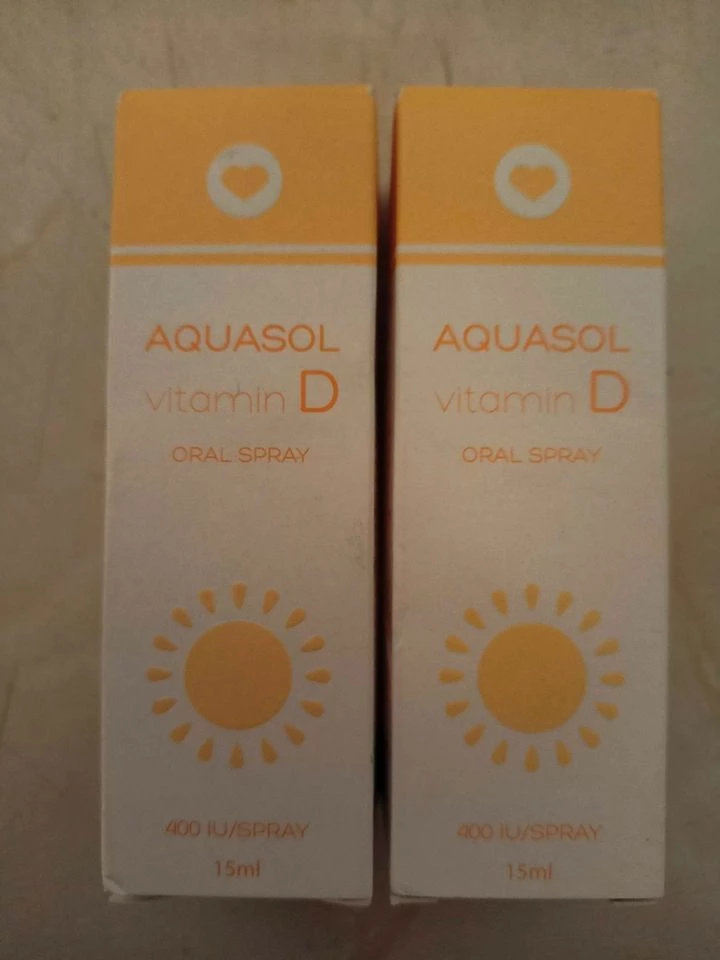 AQUASOL
vitamin D
ORAL SPRAY
400 IU/SPRAY
15ml
AQUASOL
vitamin D
ORAL SPRAY
400 IU/SPRAY
15ml